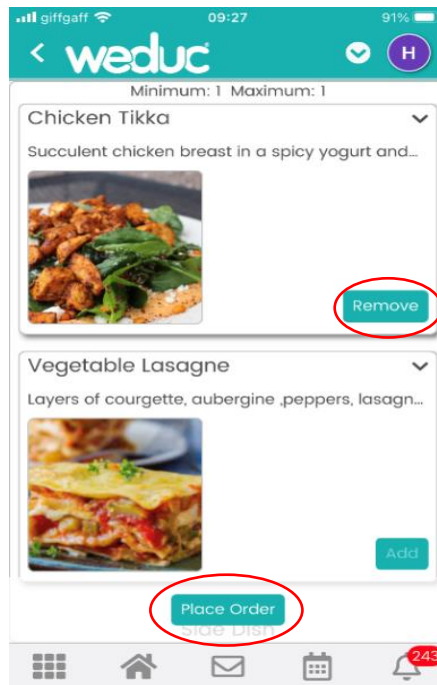 giffgaff 09:27 91%
weduc H
Minimum: 1 Maximum: 1
Chicken Tikka
Succulent chicken breast in a spicy yogurt and...
Remove
Vegetable Lasagne
Layers of courgette, aubergine ,peppers, lasagn...
Add
Place Order
Side Dish
243